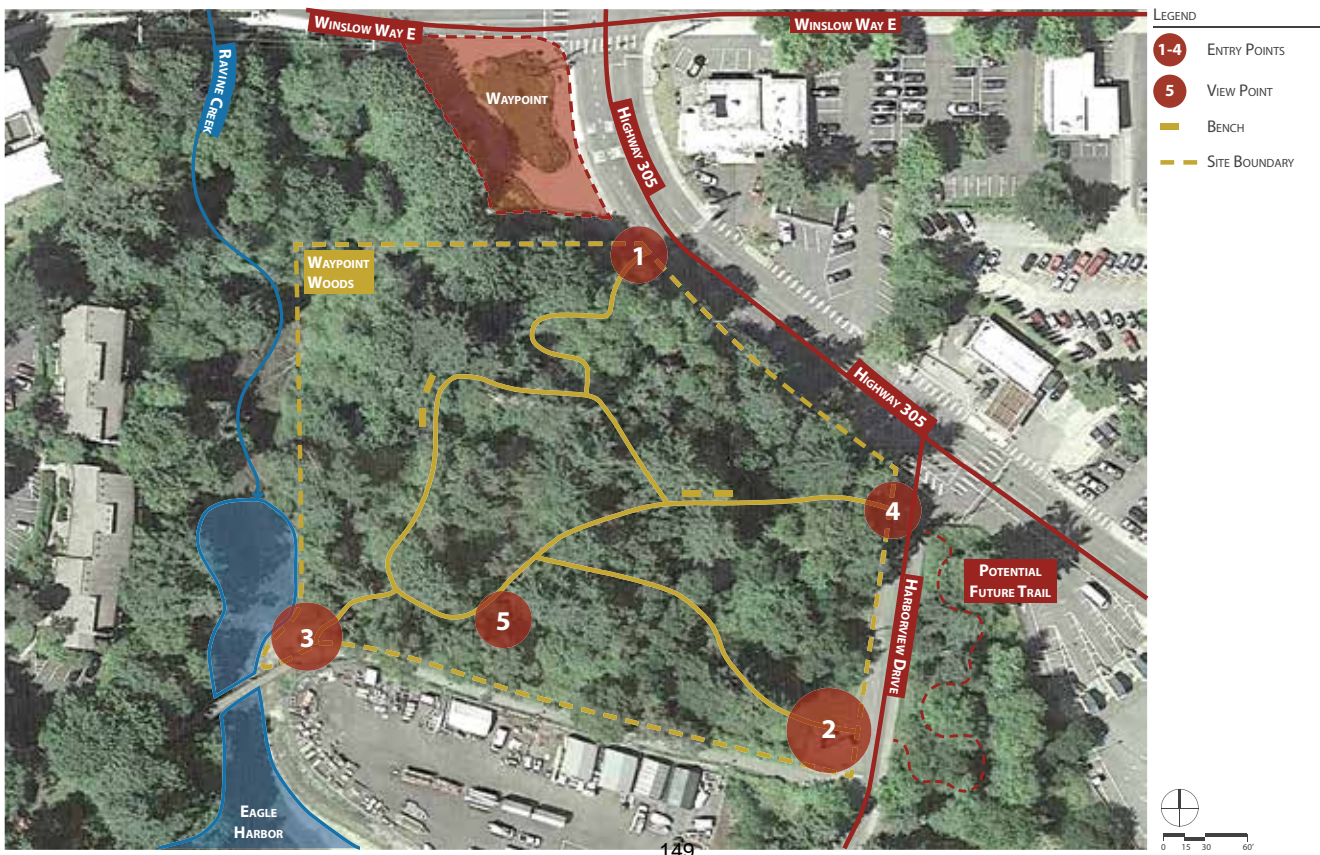 WINSLOW WAY E
WINSLOW WAY E
RAVINE CREEK
WAYPOINT
HIGHWAY 305
1
WAYPOINT
WOODS
HIGHWAY 305
4
POTENTIAL
FUTURE TRAIL
5
3
HARBORVIEW DRIVE
2
EAGLE
HARBOR
149
LEGEND
1-4 ENTRY POINTS
5 VIEW POINT
BENCH
SITE BOUNDARY
0 15 30 60'